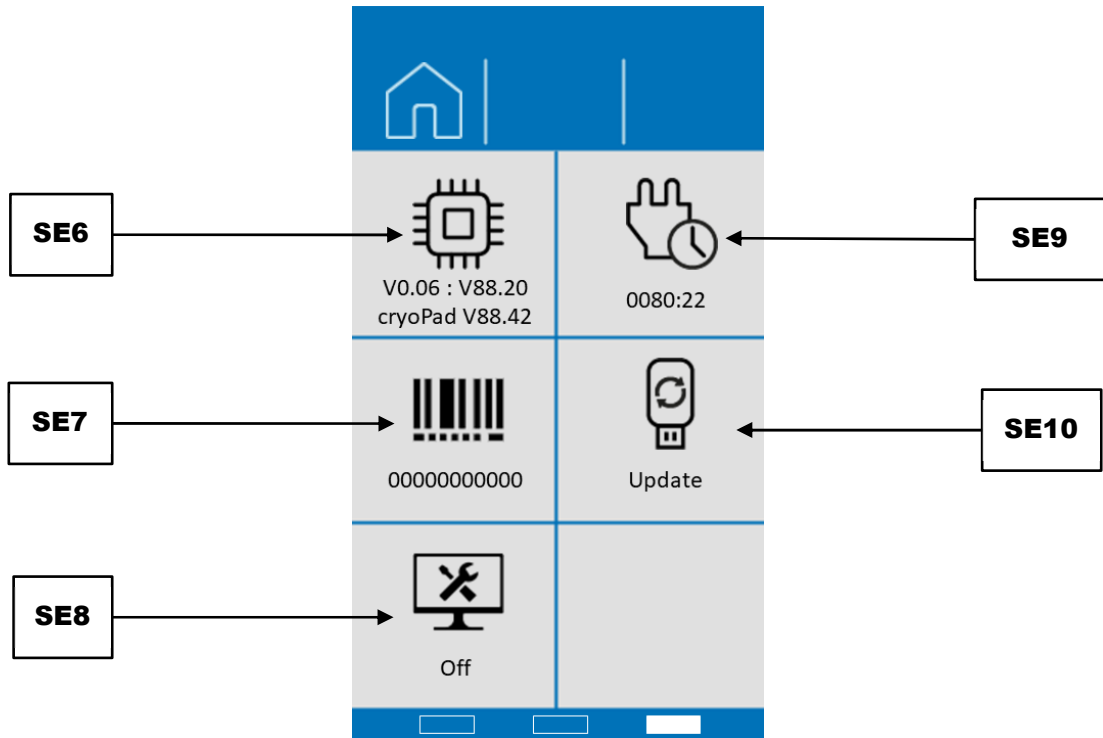 SE6
V0.06 : V88.20
cryoPad V88.42
SE9
0080:22
SE7
00000000000
SE10
Update
SE8
Off